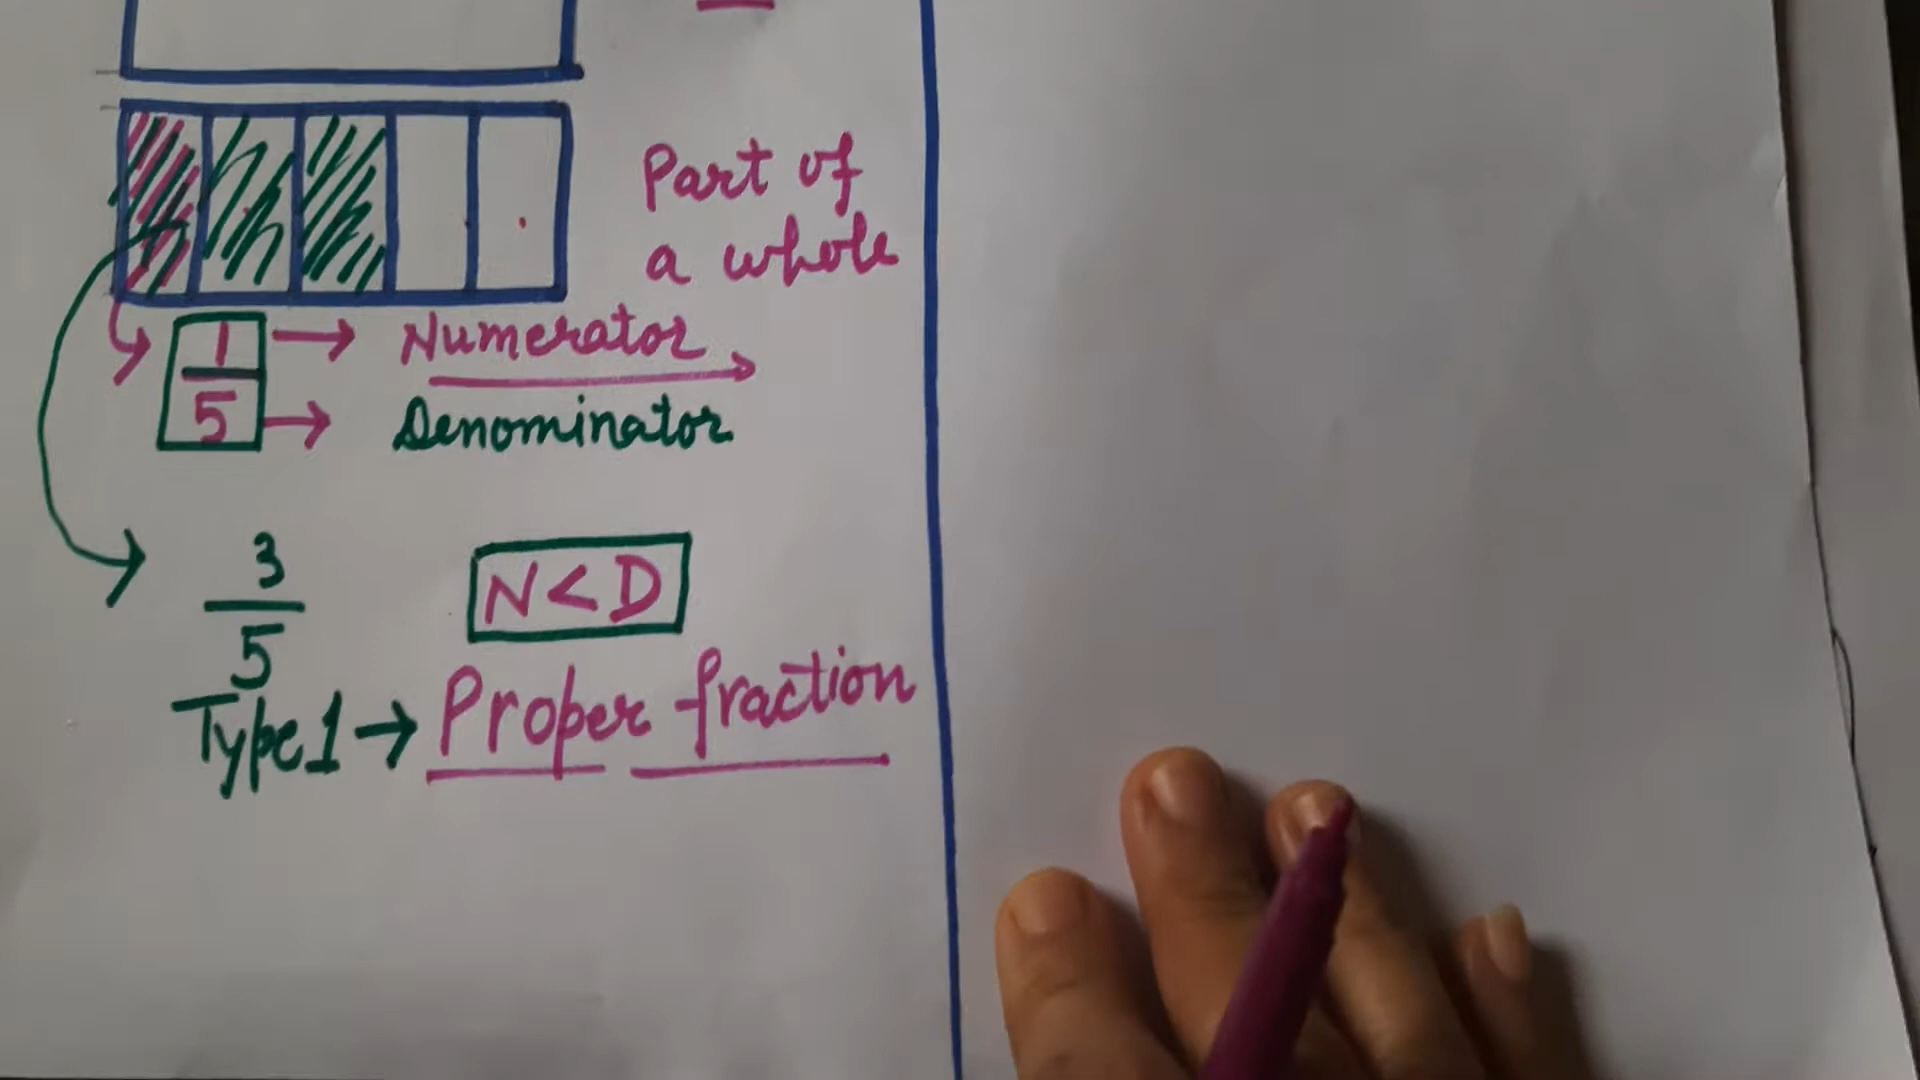 Part of
a whole
1 → Numerator
5 → Denominator
3
5
N<D
Type 1 → Proper fraction